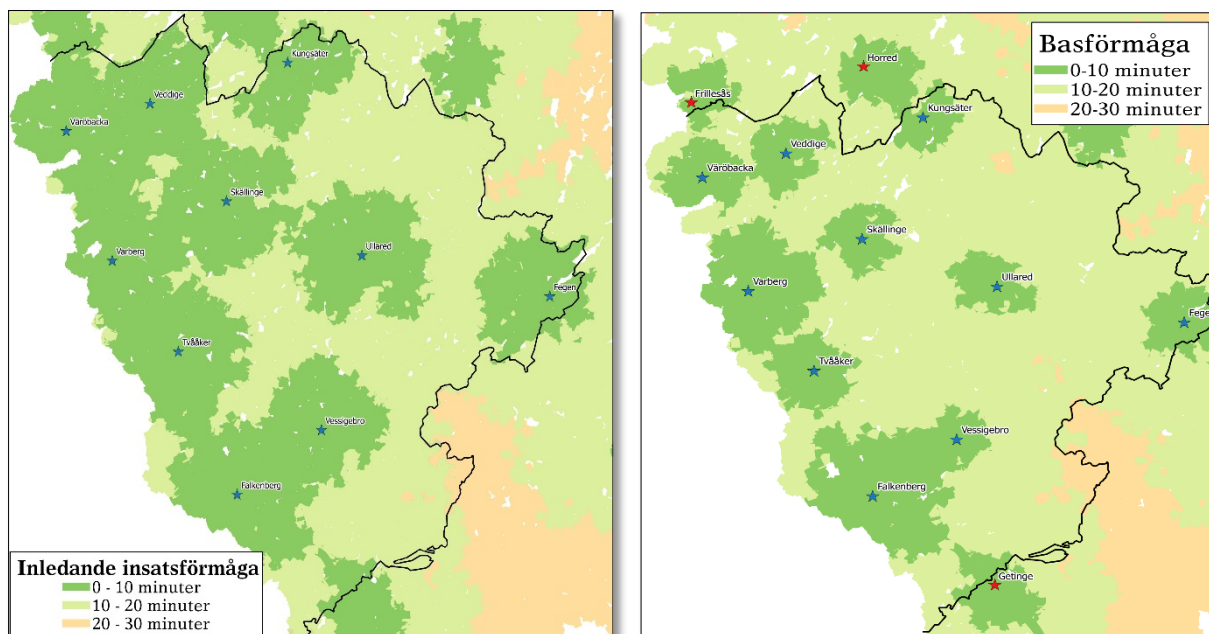 Kungsäter
Veddige
Väröbacka
Skällinge
Ullared
Varberg
Fegen
Tvååker
Vessigebro
Falkenberg
Inledande insatsförmåga
0 - 10 minuter
10 - 20 minuter
20 - 30 minuter
Basförmåga
0-10 minuter
10-20 minuter
20-30 minuter
Horred
Frillesås
Kungsäter
Veddige
Väröbacka
Skällinge
Ullared
Varberg
Fege
Tvååker
Vessigebro
Falkenberg
Getinge